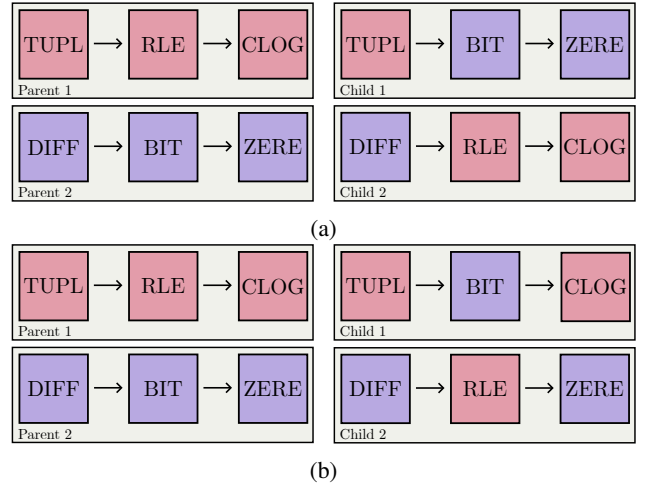 TUPL → RLE → CLOG
Parent 1
TUPL → BIT → ZERE
Child 1
DIFF → BIT → ZERE
Parent 2
DIFF → RLE → CLOG
Child 2
(a)
TUPL → RLE → CLOG
Parent 1
TUPL → BIT → CLOG
Child 1
DIFF → BIT → ZERE
Parent 2
DIFF → RLE → ZERE
Child 2
(b)